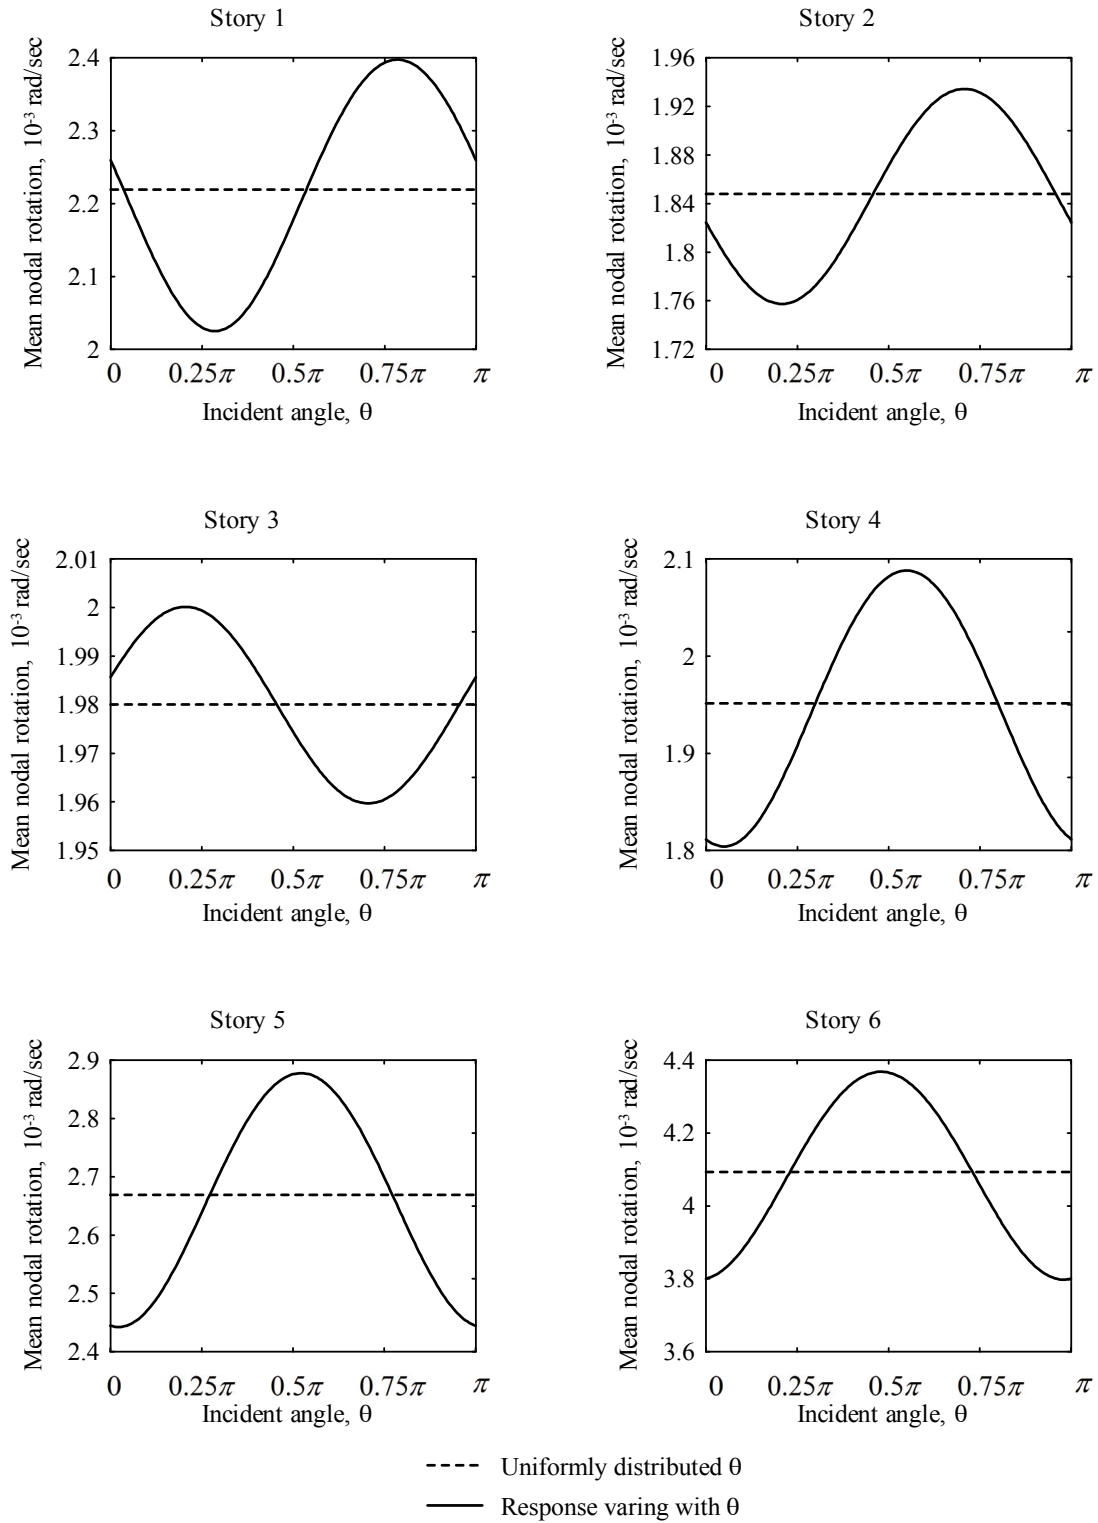 Story 1
Mean nodal rotation, 10⁻³ rad/sec
2.4
2.3
2.2
2.1
2
0 0.25π 0.5π 0.75π π
Incident angle, θ
Story 2
Mean nodal rotation, 10⁻³ rad/sec
1.96
1.92
1.88
1.84
1.8
1.76
1.72
0 0.25π 0.5π 0.75π π
Incident angle, θ
Story 3
Mean nodal rotation, 10⁻³ rad/sec
2.01
2
1.99
1.98
1.97
1.96
1.95
0 0.25π 0.5π 0.75π π
Incident angle, θ
Story 4
Mean nodal rotation, 10⁻³ rad/sec
2.1
2
1.9
1.8
0 0.25π 0.5π 0.75π π
Incident angle, θ
Story 5
Mean nodal rotation, 10⁻³ rad/sec
2.9
2.8
2.7
2.6
2.5
2.4
0 0.25π 0.5π 0.75π π
Incident angle, θ
Story 6
Mean nodal rotation, 10⁻³ rad/sec
4.4
4.2
4
3.8
3.6
0 0.25π 0.5π 0.75π π
Incident angle, θ
Uniformly distributed θ
Response varing with θ